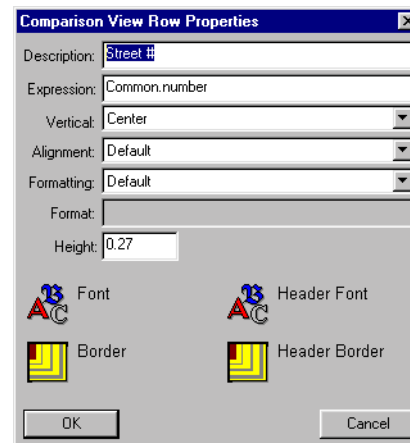 Comparison View Row Properties
Description: Street #
Expression: Common.number
Vertical: Center
Alignment: Default
Formatting: Default
Format:
Height: 0.27
Font Header Font
Border Header Border
OK Cancel